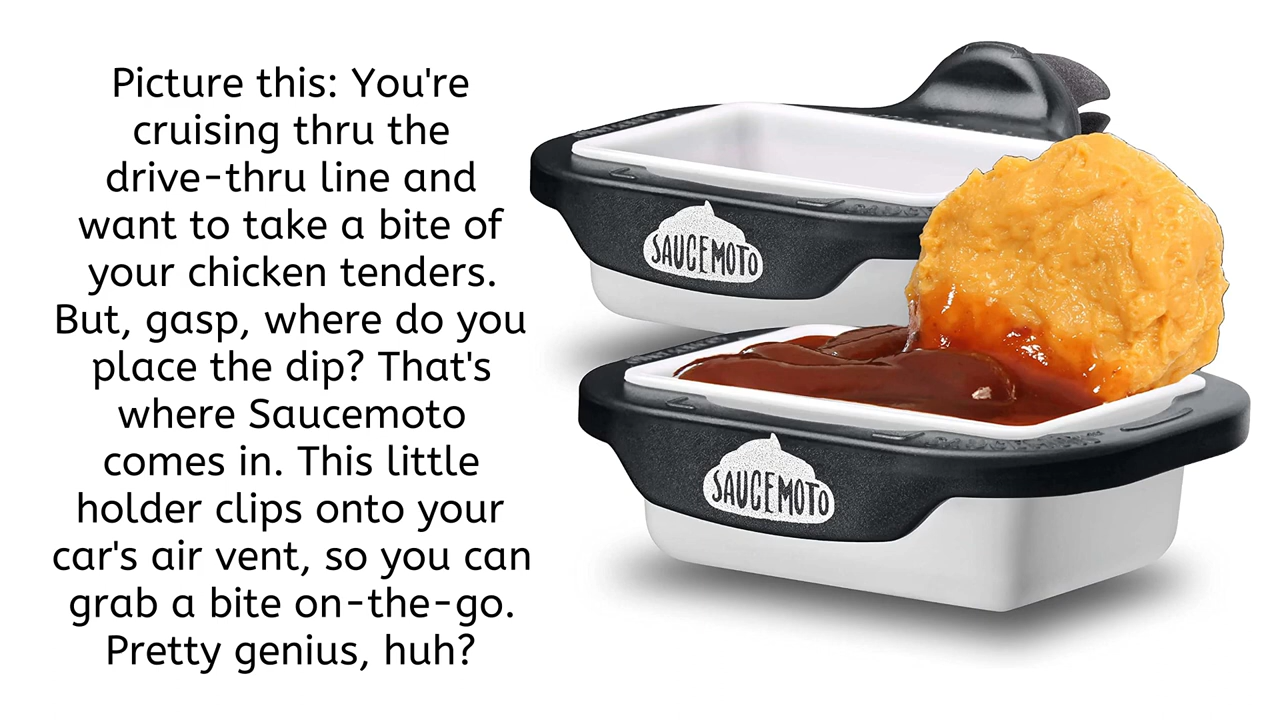 Picture this: You're
cruising thru the
drive-thru line and
want to take a bite of
your chicken tenders.
But, gasp, where do you
place the dip? That's
where Saucemoto
comes in. This little
holder clips onto your
car's air vent, so you can
grab a bite on-the-go.
Pretty genius, huh?
SAUCEMOTO
SAUCEMOTO